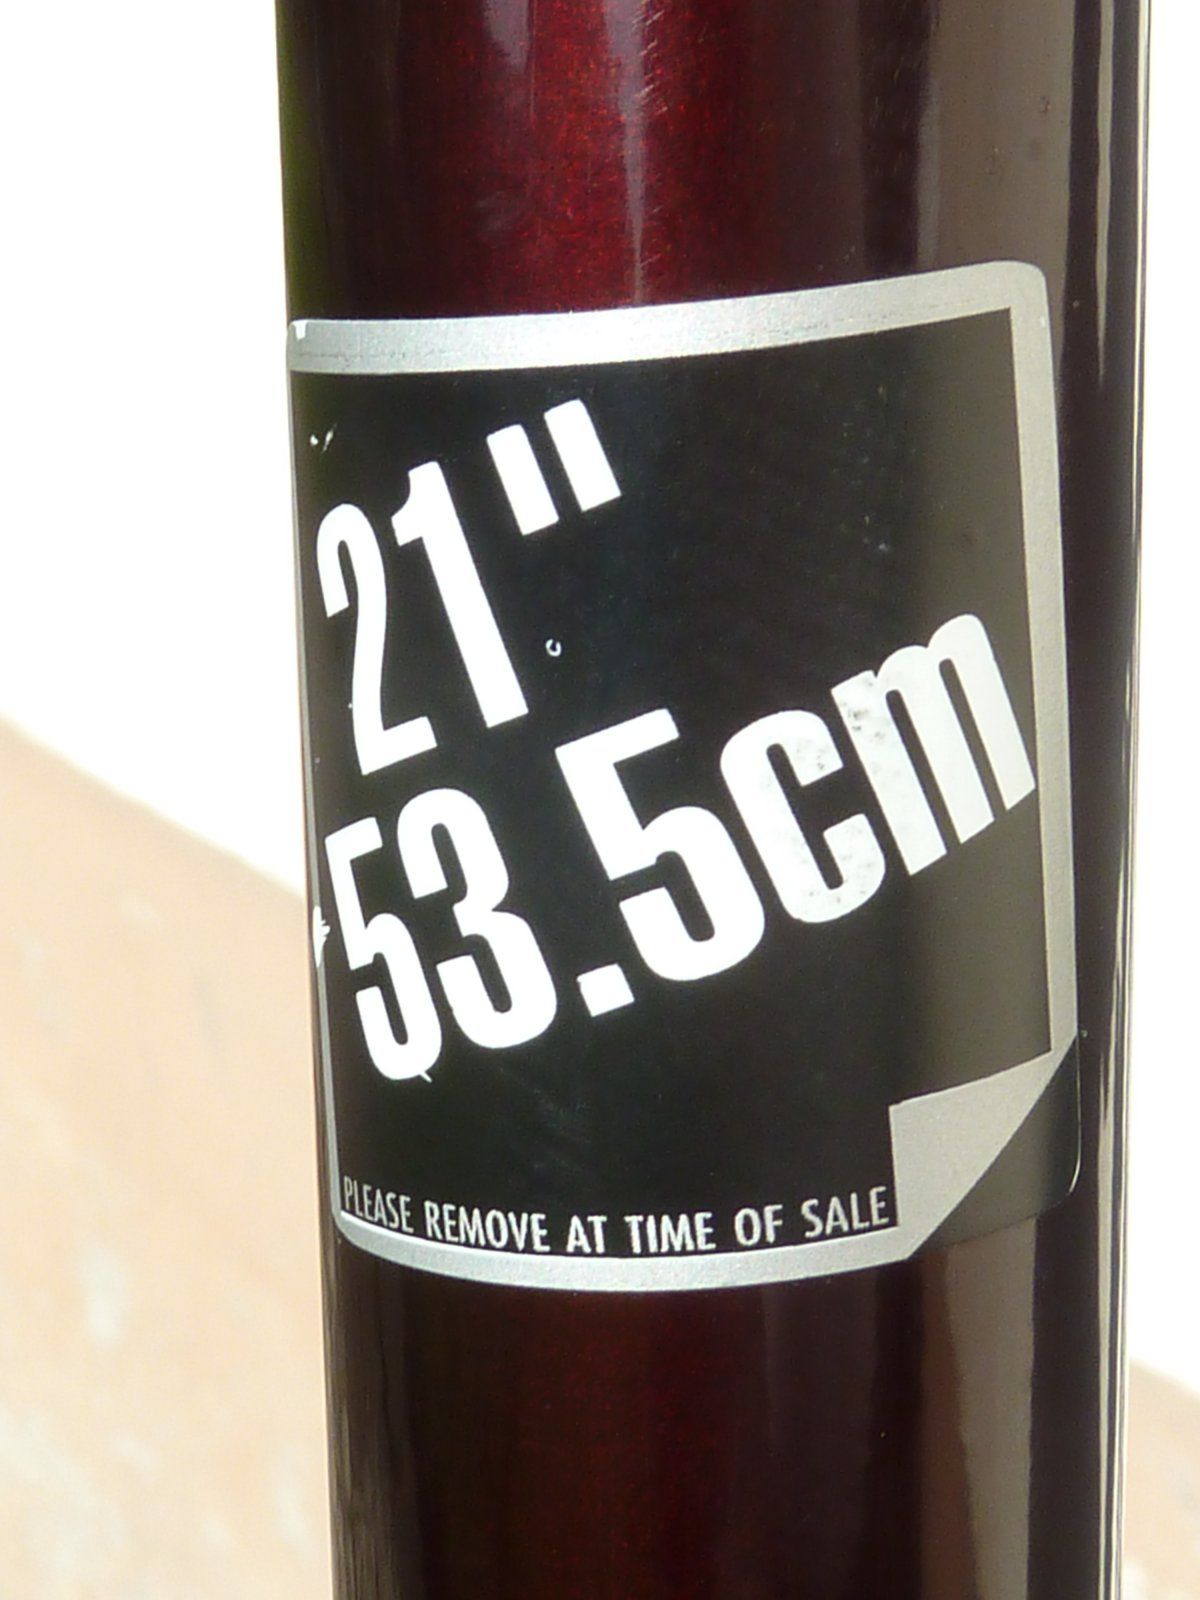 21"
53.5cm
PLEASE REMOVE AT TIME OF SALE